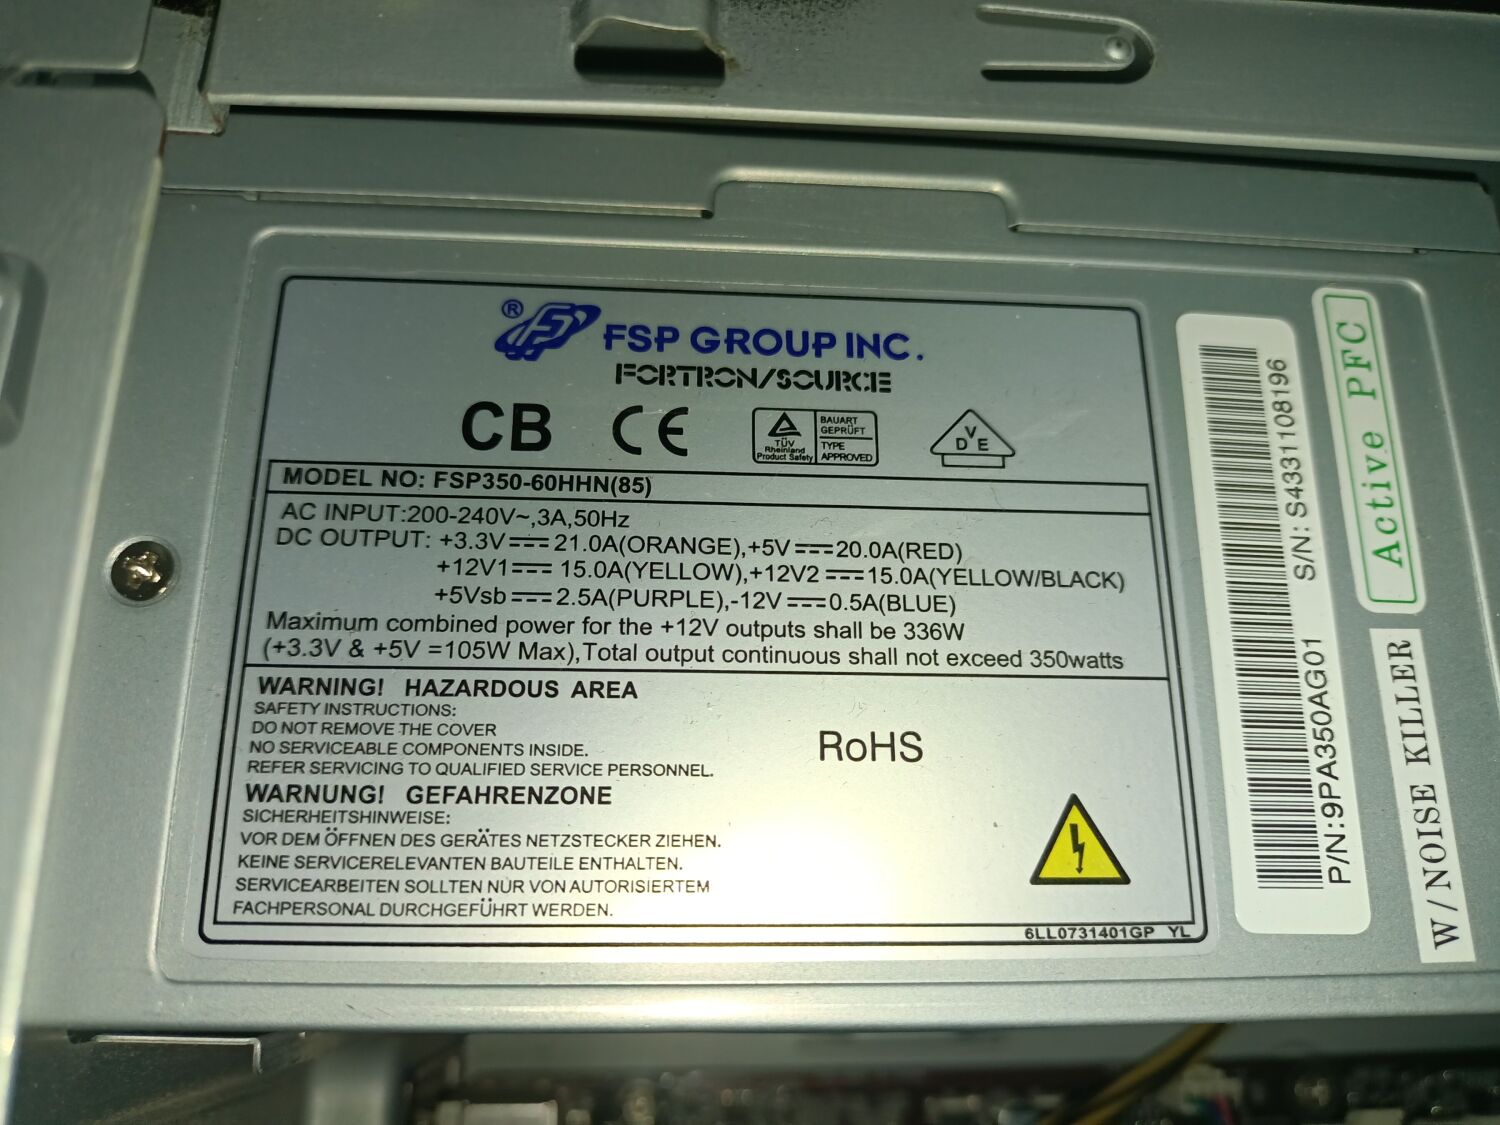 ® FSP GROUP INC.
FORTRON/SOURCE
CB CE TÜV Rheinland Product Safety BAUART GEPRÜFT TYPE APPROVED VDE
MODEL NO: FSP350-60HHN(85)
AC INPUT:200-240V~,3A,50Hz
DC OUTPUT: +3.3V⎓21.0A(ORANGE),+5V⎓20.0A(RED)
+12V1⎓15.0A(YELLOW),+12V2⎓15.0A(YELLOW/BLACK)
+5Vsb⎓2.5A(PURPLE),-12V⎓0.5A(BLUE)
Maximum combined power for the +12V outputs shall be 336W
(+3.3V & +5V =105W Max),Total output continuous shall not exceed 350watts
WARNING! HAZARDOUS AREA
SAFETY INSTRUCTIONS:
DO NOT REMOVE THE COVER
NO SERVICEABLE COMPONENTS INSIDE.
REFER SERVICING TO QUALIFIED SERVICE PERSONNEL.
RoHS
WARNUNG! GEFAHRENZONE
SICHERHEITSHINWEISE:
VOR DEM ÖFFNEN DES GERÄTES NETZSTECKER ZIEHEN.
KEINE SERVICERELEVANTEN BAUTEILE ENTHALTEN.
SERVICEARBEITEN SOLLTEN NUR VON AUTORISIERTEM
FACHPERSONAL DURCHGEFÜHRT WERDEN.
6LL0731401GP YL
S/N: S4331108196
P/N:9PA350AG01
Active PFC
W/NOISE KILLER